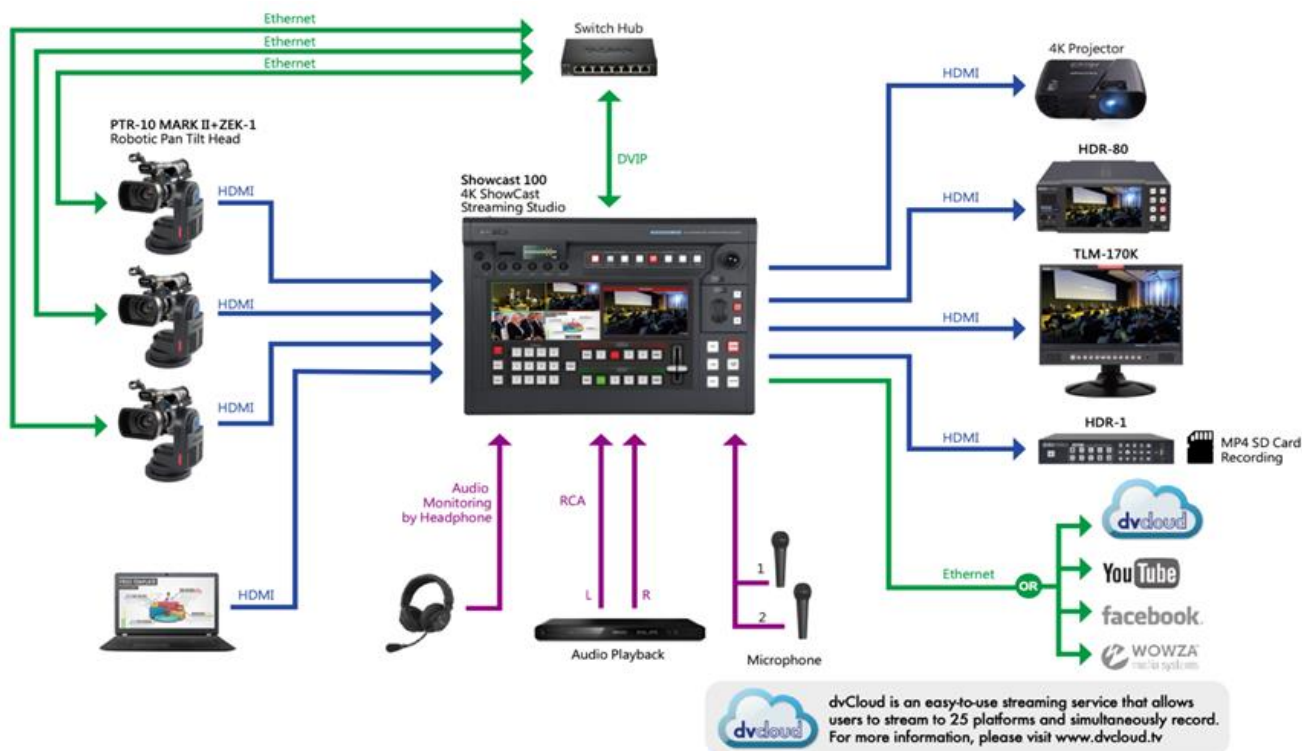 Ethernet
Ethernet
Ethernet
Switch Hub
4K Projector
HDMI
PTR-10 MARK II+ZEK-1
Robotic Pan Tilt Head
HDMI
DVIP
Showcast 100
4K ShowCast
Streaming Studio
HDR-80
HDMI
TLM-170K
HDMI
HDMI
HDMI
HDR-1
HDMI
MP4 SD Card
Recording
Audio
Monitoring
by Headphone
RCA
L
R
1
2
HDMI
Audio Playback
Microphone
Ethernet
OR
dvcloud
YouTube
facebook.
WOWZA
media systems
dvcloud
dvCloud is an easy-to-use streaming service that allows
users to stream to 25 platforms and simultaneously record.
For more information, please visit www.dvcloud.tv